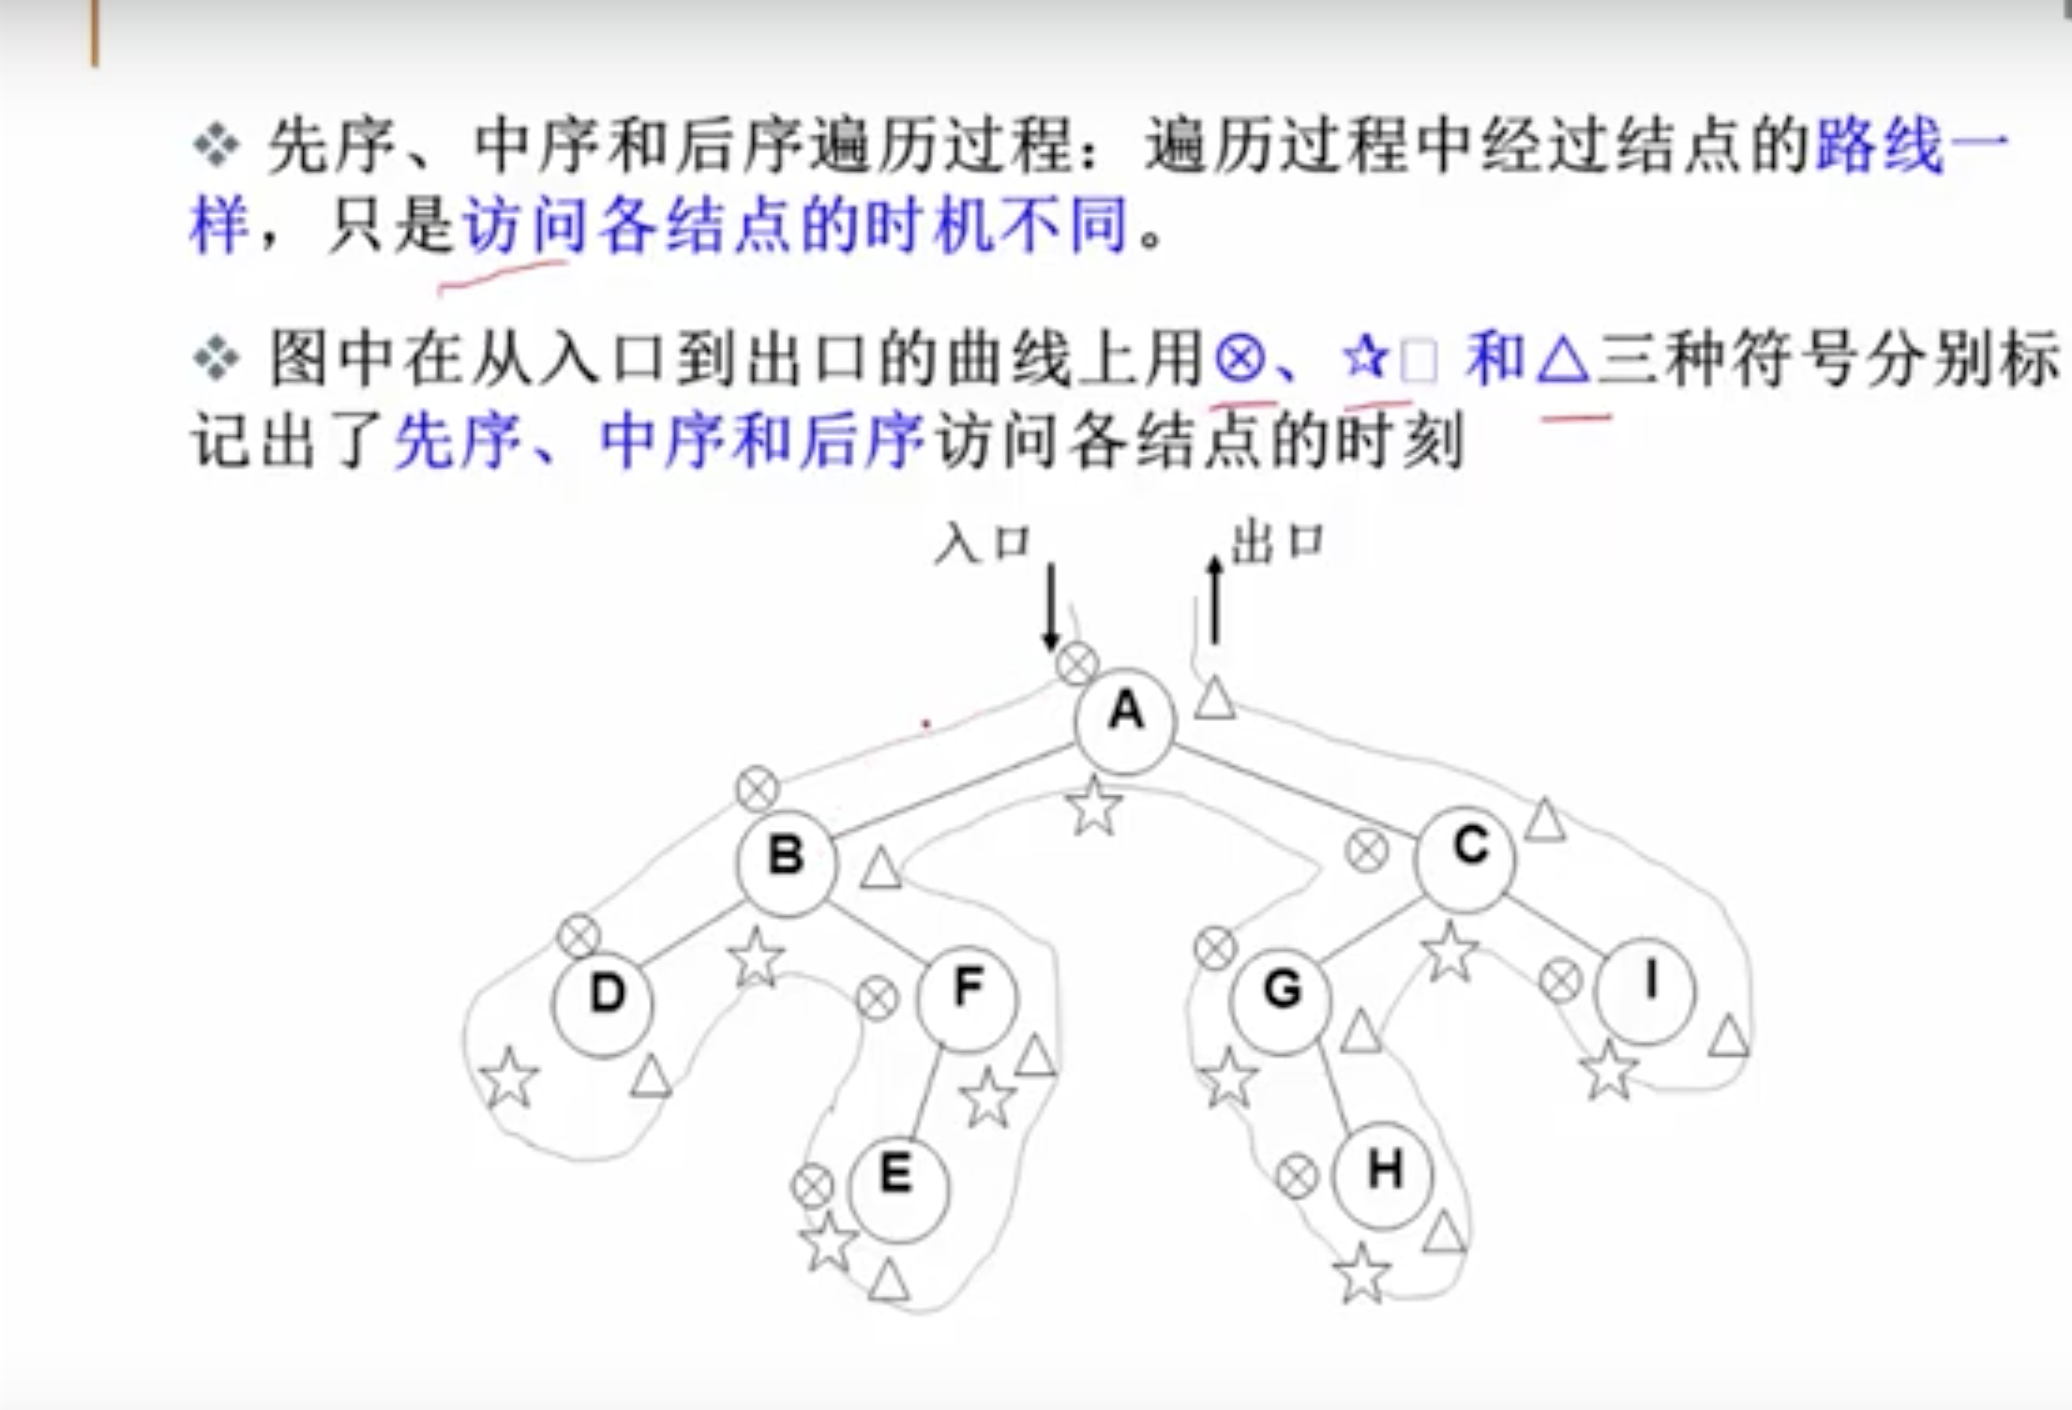 ❖ 先序、中序和后序遍历过程：遍历过程中经过结点的路线一
样，只是访问各结点的时机不同。
❖ 图中在从入口到出口的曲线上用⊗、☆□ 和△三种符号分别标
记出了先序、中序和后序访问各结点的时刻
入口 出口
A
B C
D F G I
E H